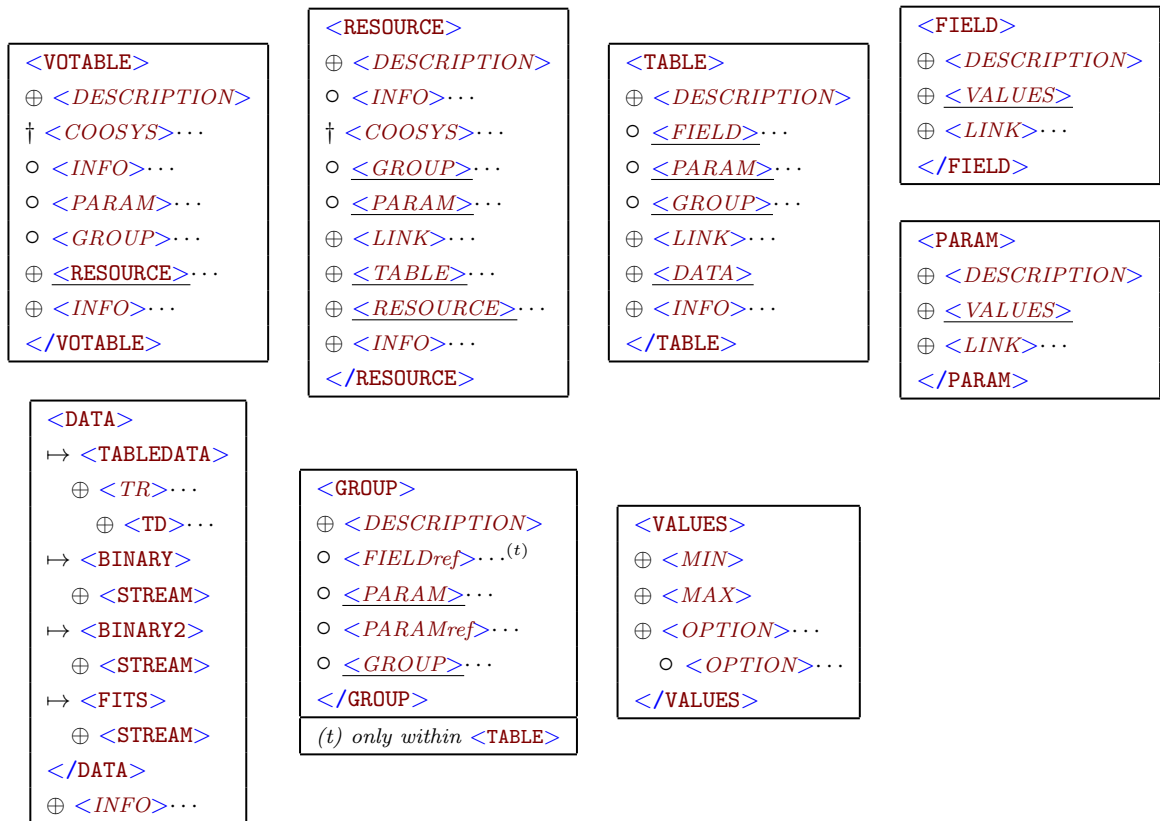 <VOTABLE>
⊕ <DESCRIPTION>
† <COOSYS>···
○ <INFO>···
○ <PARAM>···
○ <GROUP>···
⊕ <RESOURCE>···
⊕ <INFO>···
</VOTABLE>
<RESOURCE>
⊕ <DESCRIPTION>
○ <INFO>···
† <COOSYS>···
○ <GROUP>···
○ <PARAM>···
⊕ <LINK>···
⊕ <TABLE>···
⊕ <RESOURCE>···
⊕ <INFO>···
</RESOURCE>
<TABLE>
⊕ <DESCRIPTION>
○ <FIELD>···
○ <PARAM>···
○ <GROUP>···
⊕ <LINK>···
⊕ <DATA>
⊕ <INFO>···
</TABLE>
<FIELD>
⊕ <DESCRIPTION>
⊕ <VALUES>
⊕ <LINK>···
</FIELD>
<PARAM>
⊕ <DESCRIPTION>
⊕ <VALUES>
⊕ <LINK>···
</PARAM>
<DATA>
↦ <TABLEDATA>
⊕ <TR>···
⊕ <TD>···
↦ <BINARY>
⊕ <STREAM>
↦ <BINARY2>
⊕ <STREAM>
↦ <FITS>
⊕ <STREAM>
</DATA>
⊕ <INFO>···
<GROUP>
⊕ <DESCRIPTION>
○ <FIELDref>···(t)
○ <PARAM>···
○ <PARAMref>···
○ <GROUP>···
</GROUP>
(t) only within <TABLE>
<VALUES>
⊕ <MIN>
⊕ <MAX>
⊕ <OPTION>···
○ <OPTION>···
</VALUES>